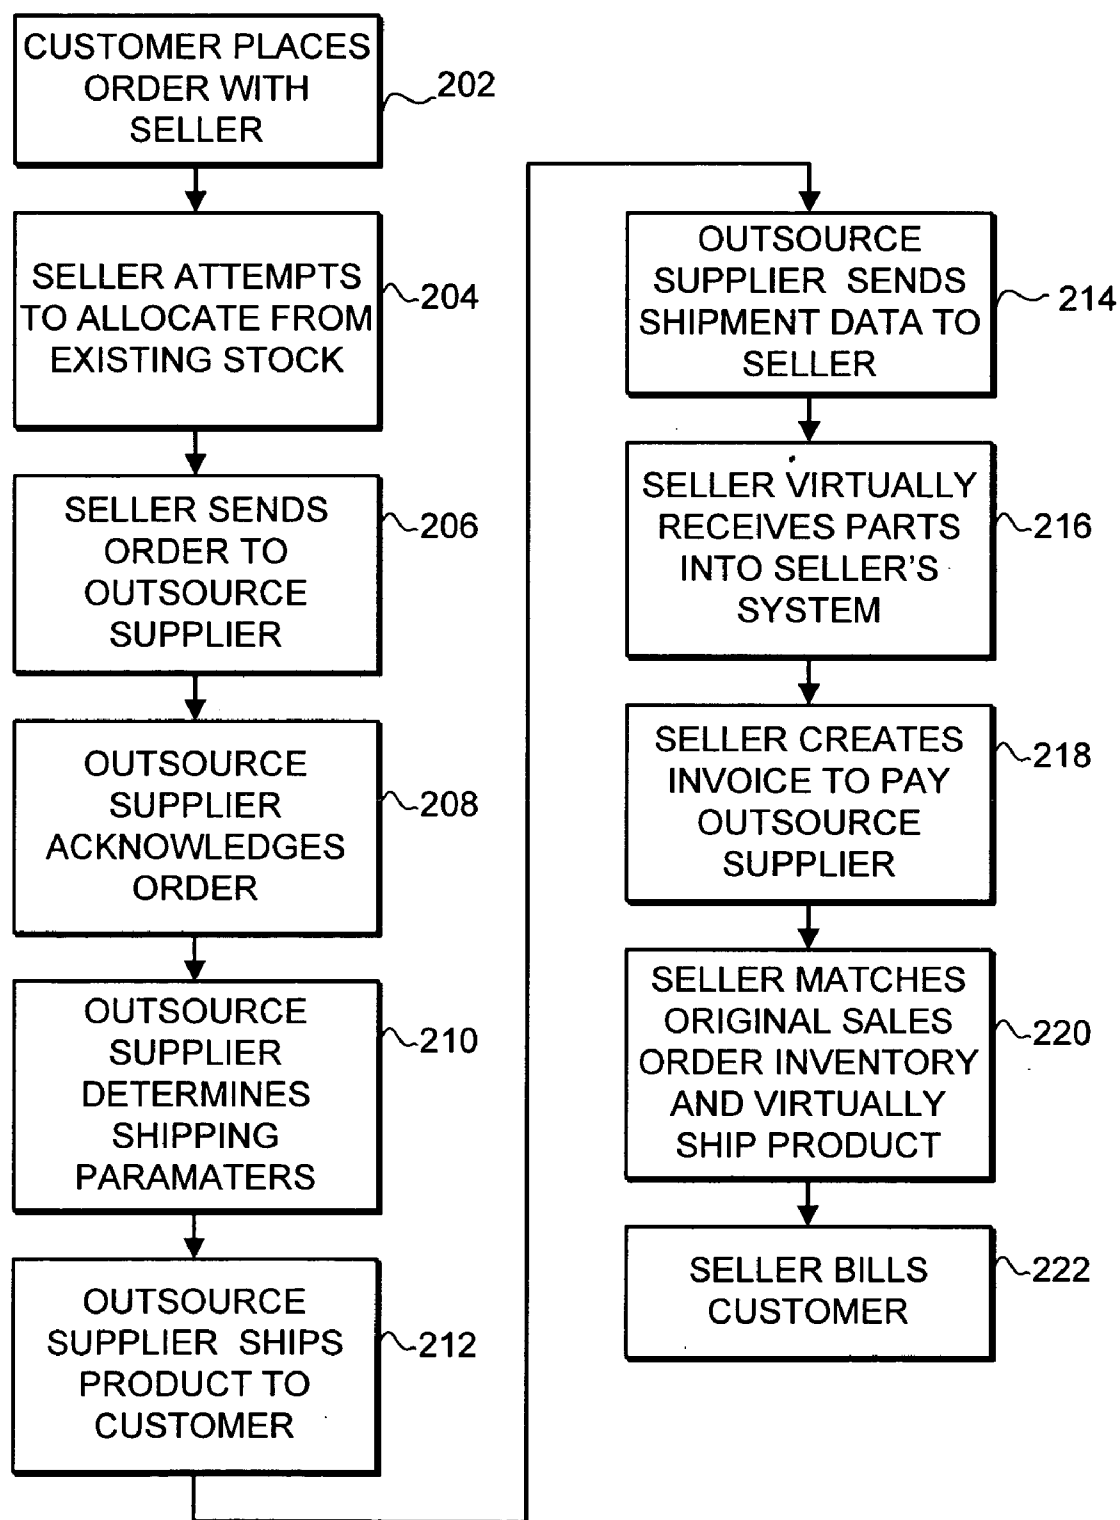 CUSTOMER PLACES
ORDER WITH
SELLER
202
SELLER ATTEMPTS
TO ALLOCATE FROM
EXISTING STOCK
204
SELLER SENDS
ORDER TO
OUTSOURCE
SUPPLIER
206
OUTSOURCE
SUPPLIER
ACKNOWLEDGES
ORDER
208
OUTSOURCE
SUPPLIER
DETERMINES
SHIPPING
PARAMATERS
210
OUTSOURCE
SUPPLIER SHIPS
PRODUCT TO
CUSTOMER
212
OUTSOURCE
SUPPLIER SENDS
SHIPMENT DATA TO
SELLER
214
SELLER VIRTUALLY
RECEIVES PARTS
INTO SELLER'S
SYSTEM
216
SELLER CREATES
INVOICE TO PAY
OUTSOURCE
SUPPLIER
218
SELLER MATCHES
ORIGINAL SALES
ORDER INVENTORY
AND VIRTUALLY
SHIP PRODUCT
220
SELLER BILLS
CUSTOMER
222